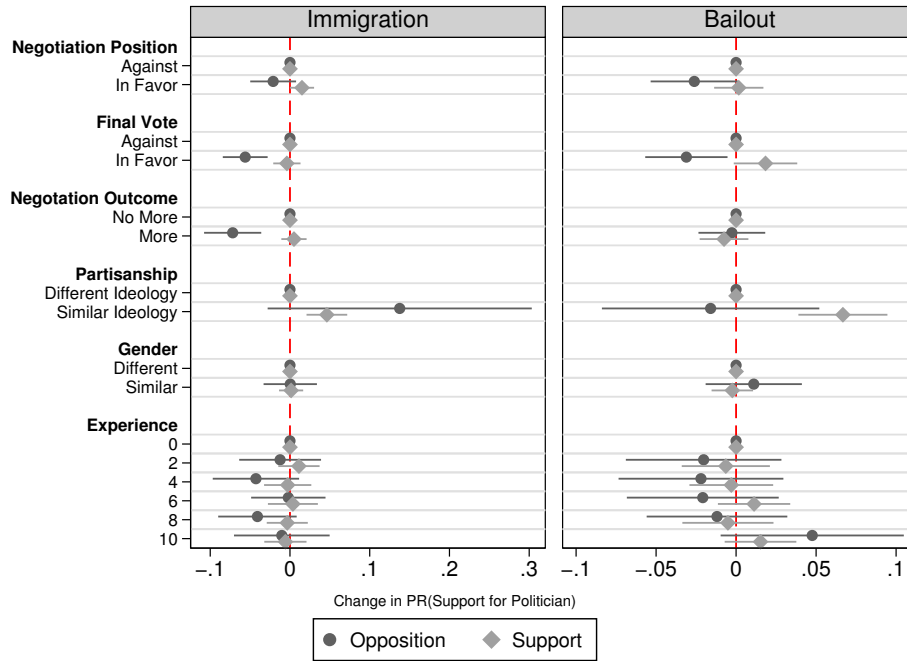 Immigration Bailout
Negotiation Position
Against
In Favor
Final Vote
Against
In Favor
Negotation Outcome
No More
More
Partisanship
Different Ideology
Similar Ideology
Gender
Different
Similar
Experience
0
2
4
6
8
10
-.1 0 .1 .2 .3 -.1 -.05 0 .05 .1
Change in PR(Support for Politician)
Opposition Support